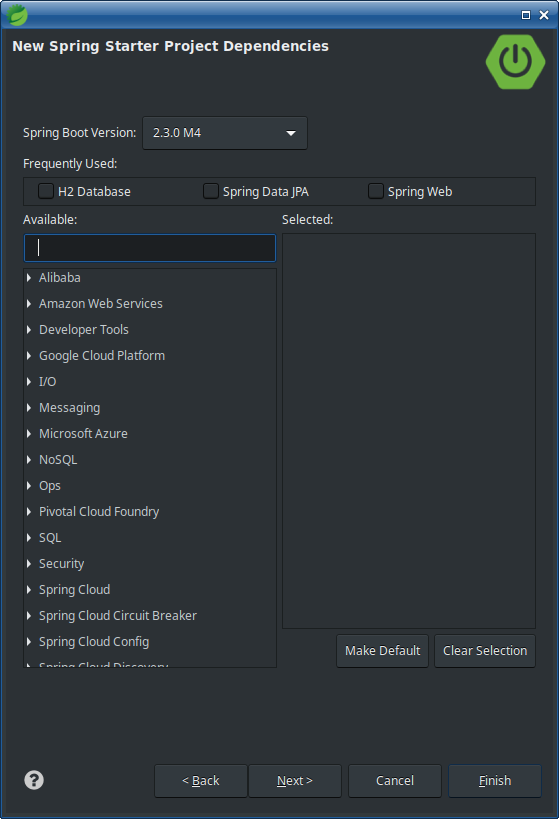 New Spring Starter Project Dependencies
Spring Boot Version: 2.3.0 M4
Frequently Used:
H2 Database Spring Data JPA Spring Web
Available: Selected:
Alibaba
Amazon Web Services
Developer Tools
Google Cloud Platform
I/O
Messaging
Microsoft Azure
NoSQL
Ops
Pivotal Cloud Foundry
SQL
Security
Spring Cloud
Spring Cloud Circuit Breaker
Spring Cloud Config
Make Default Clear Selection
Spring Cloud Discovery
? < Back Next > Cancel Finish